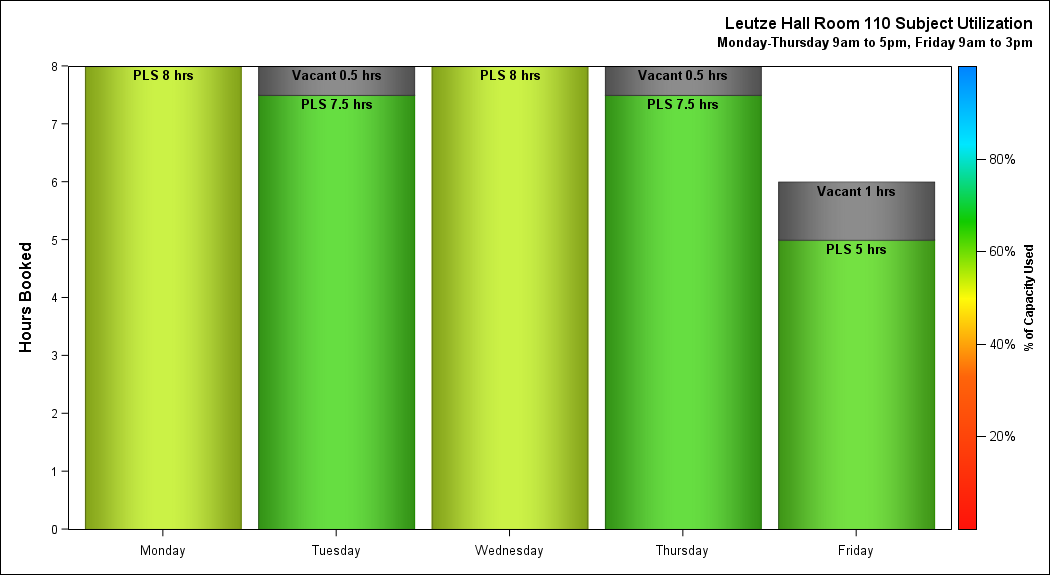 Leutze Hall Room 110 Subject Utilization
Monday-Thursday 9am to 5pm, Friday 9am to 3pm
Hours Booked
8
7
6
5
4
3
2
1
0
PLS 8 hrs
Vacant 0.5 hrs
PLS 7.5 hrs
PLS 8 hrs
Vacant 0.5 hrs
PLS 7.5 hrs
Vacant 1 hrs
PLS 5 hrs
Monday
Tuesday
Wednesday
Thursday
Friday
80%
60%
40%
20%
% of Capacity Used